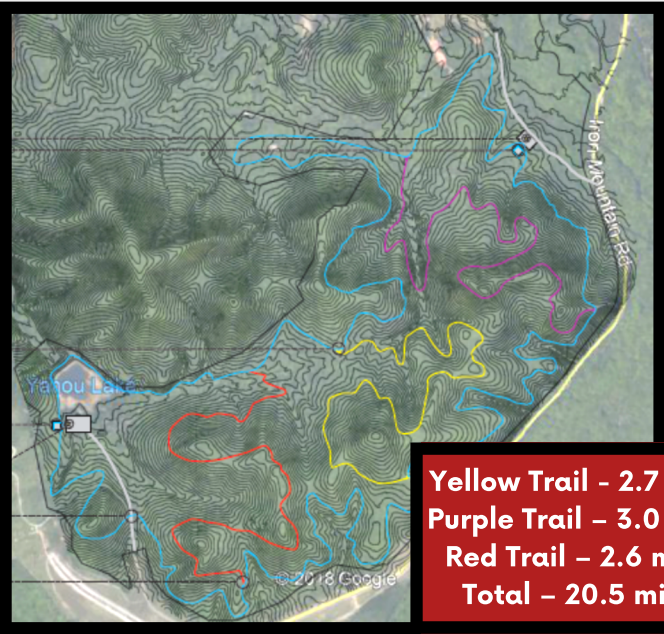 Iron Mountain Rd
Yahou Lake
Yellow Trail - 2.7
Purple Trail – 3.0
Red Trail – 2.6 m
Total – 20.5 mi
© 2018 Google